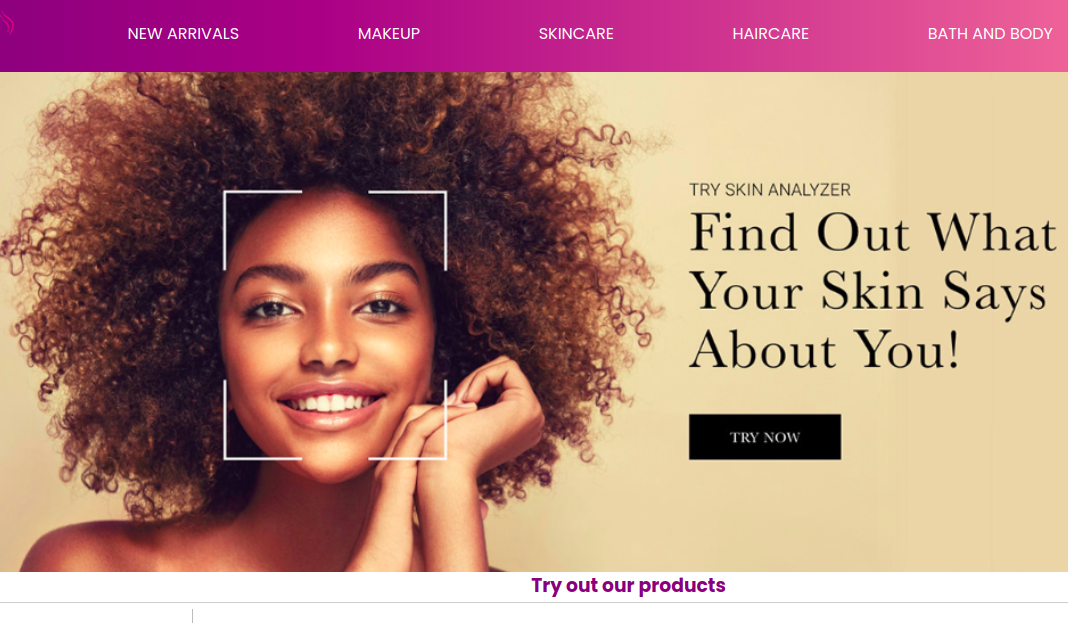 NEW ARRIVALS MAKEUP SKINCARE HAIRCARE BATH AND BODY
TRY SKIN ANALYZER
Find Out What
Your Skin Says
About You!
TRY NOW
Try out our products